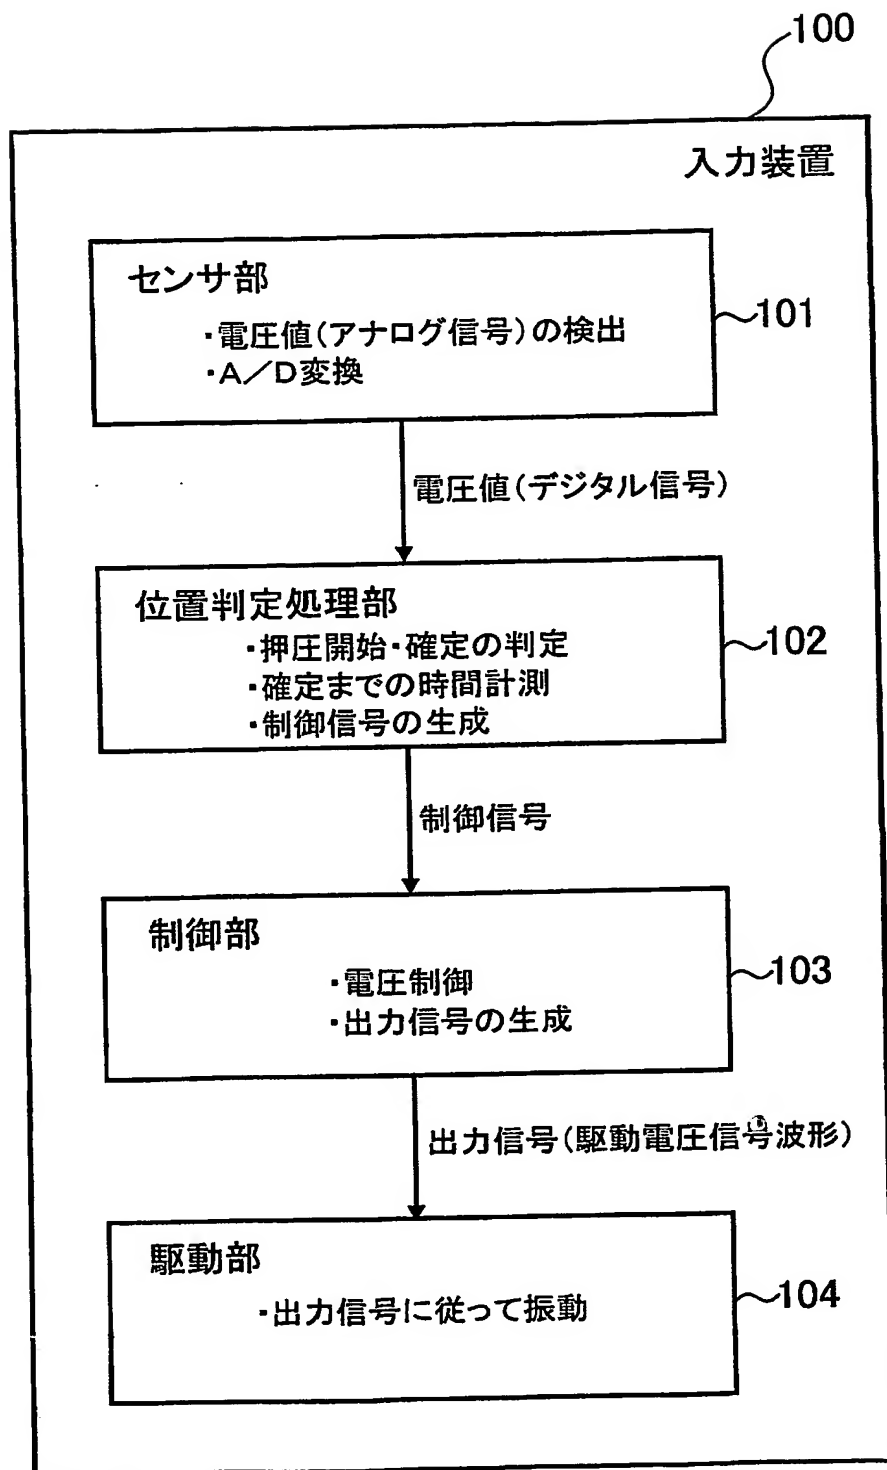 100
入力装置
センサ部
・電圧値(アナログ信号)の検出
・A/D変換
101
電圧値(デジタル信号)
位置判定処理部
・押圧開始・確定の判定
・確定までの時間計測
・制御信号の生成
102
制御信号
制御部
・電圧制御
・出力信号の生成
103
出力信号(駆動電圧信号波形)
駆動部
・出力信号に従って振動
104